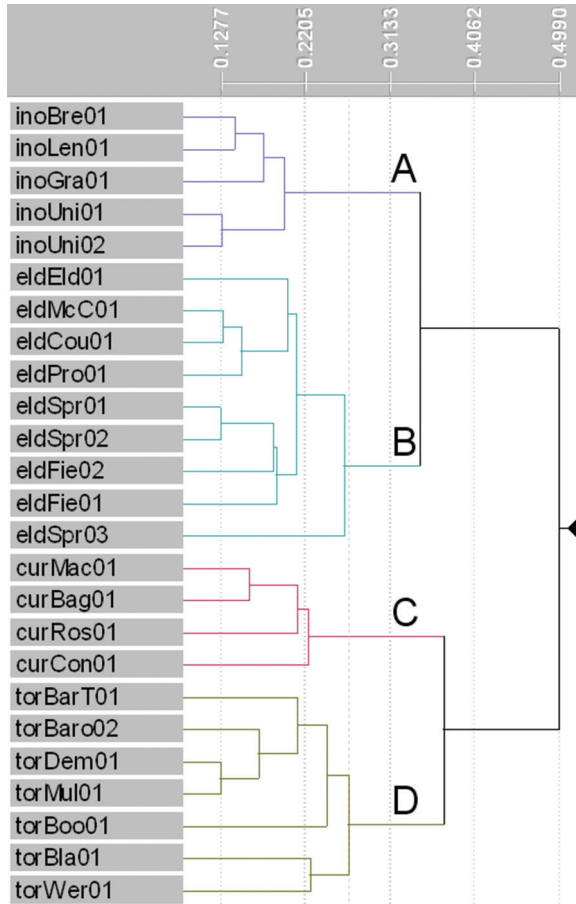 0.1277 0.2205 0.3133 0.4062 0.4990
inoBre01
inoLen01
A
inoGra01
inoUni01
inoUni02
eldEld01
eldMcC01
eldCou01
eldPro01
eldSpr01
eldSpr02
B
eldFie02
eldFie01
eldSpr03
curMac01
curBag01
C
curRos01
curCon01
torBarT01
torBaro02
torDem01
torMul01
D
torBoo01
torBla01
torWer01